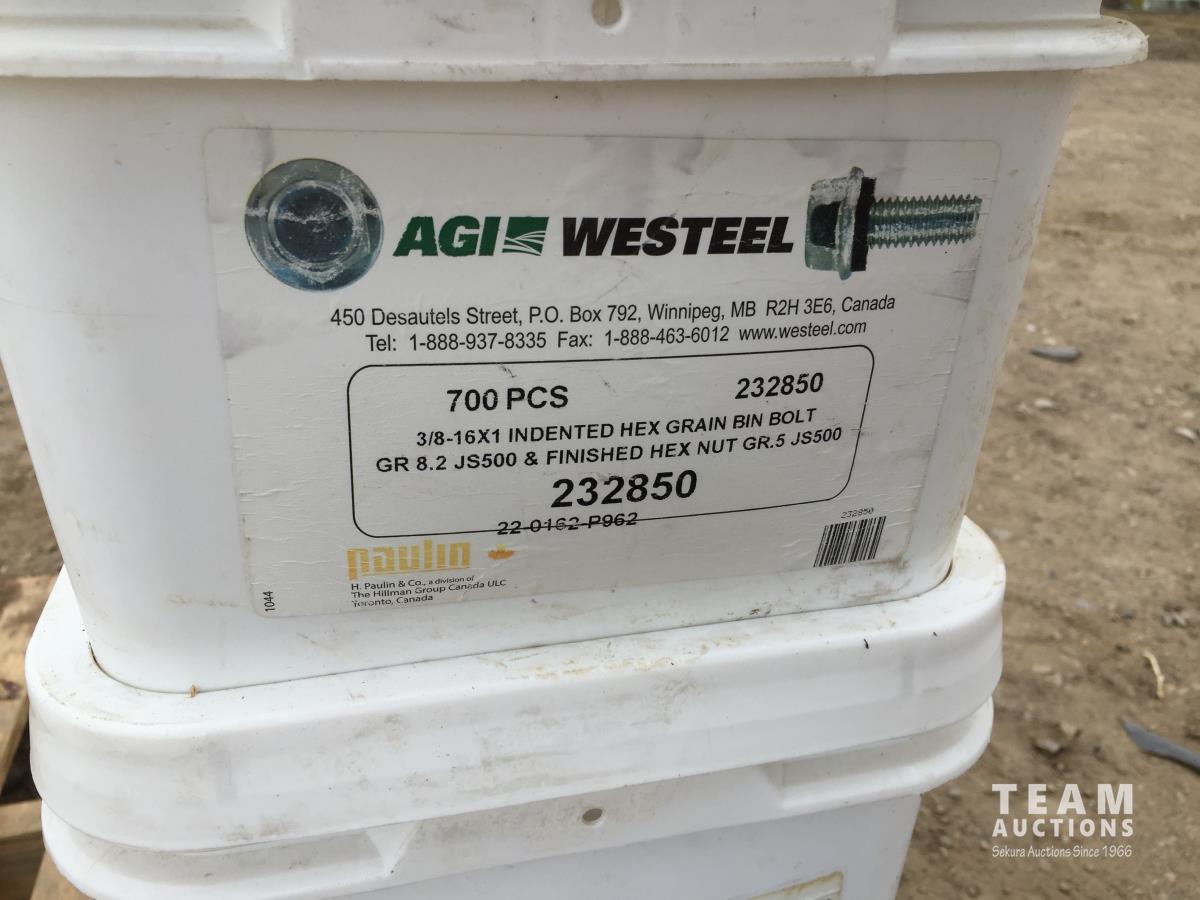 AGI WESTEEL
450 Desautels Street, P.O. Box 792, Winnipeg, MB R2H 3E6, Canada
Tel: 1-888-937-8335 Fax: 1-888-463-6012 www.westeel.com
700 PCS 232850
3/8-16X1 INDENTED HEX GRAIN BIN BOLT
GR 8.2 JS500 & FINISHED HEX NUT GR.5 JS500
232850
22-0162-P962
232850
paulin
H. Paulin & Co., a division of
The Hillman Group Canada ULC
Toronto, Canada
1044
TEAM
AUCTIONS
Sekura Auctions Since 1966